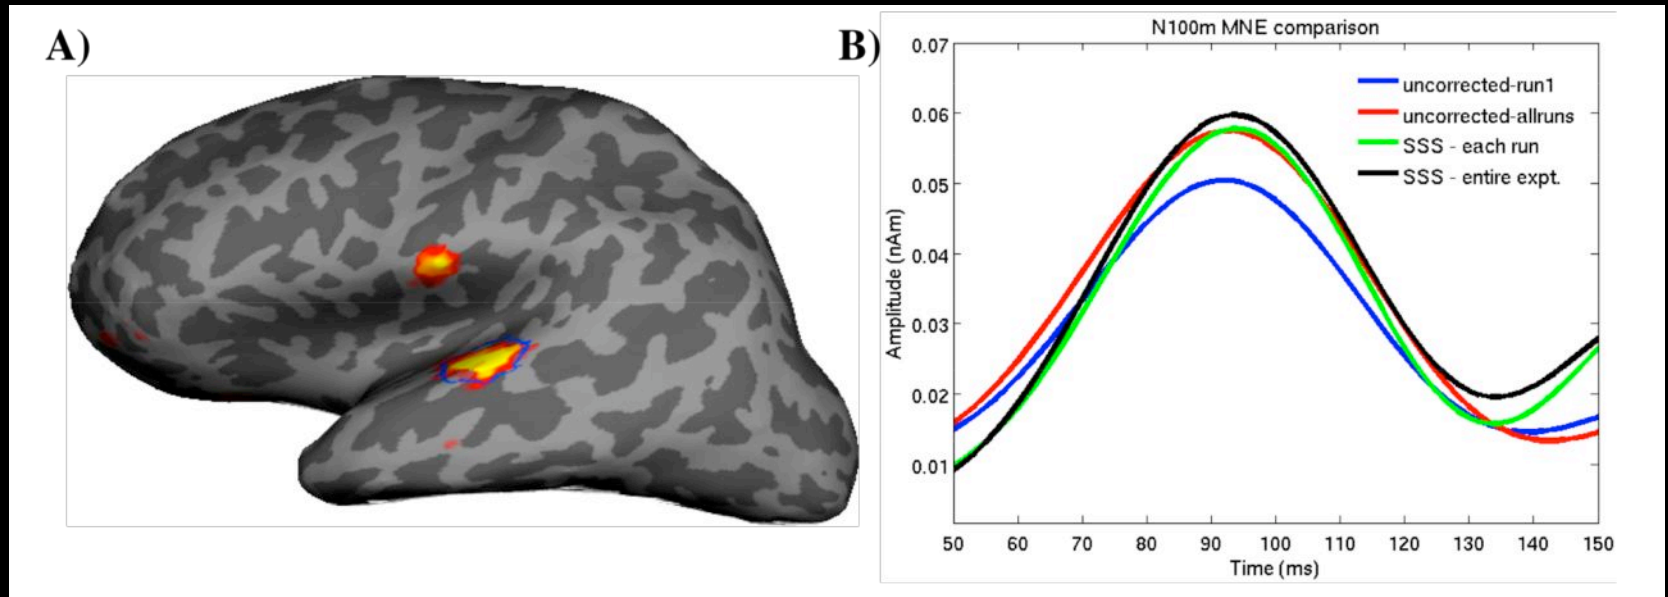 A)
B)
N100m MNE comparison
0.07
0.06
0.05
0.04
0.03
0.02
0.01
Amplitude (nAm)
uncorrected-run1
uncorrected-allruns
SSS - each run
SSS - entire expt.
50 60 70 80 90 100 110 120 130 140 150
Time (ms)